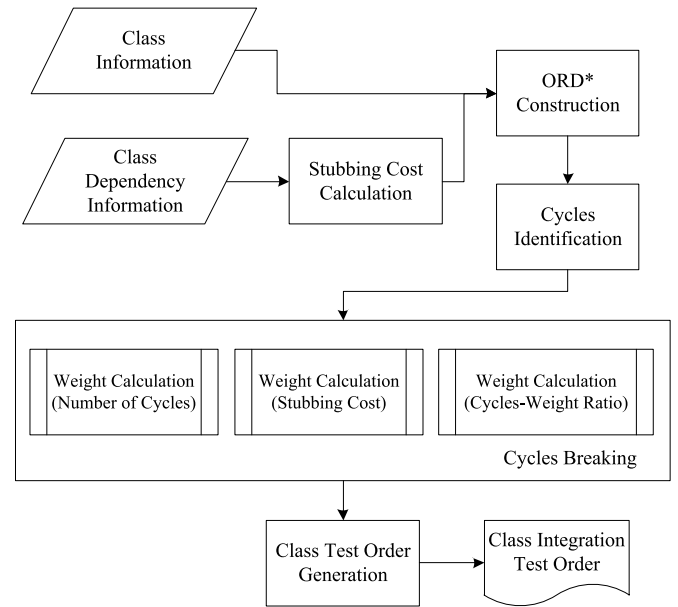 Class
Information
ORD*
Construction
Class
Dependency
Information
Stubbing Cost
Calculation
Cycles
Identification
Weight Calculation
(Number of Cycles)
Weight Calculation
(Stubbing Cost)
Weight Calculation
(Cycles-Weight Ratio)
Cycles Breaking
Class Test Order
Generation
Class Integration
Test Order